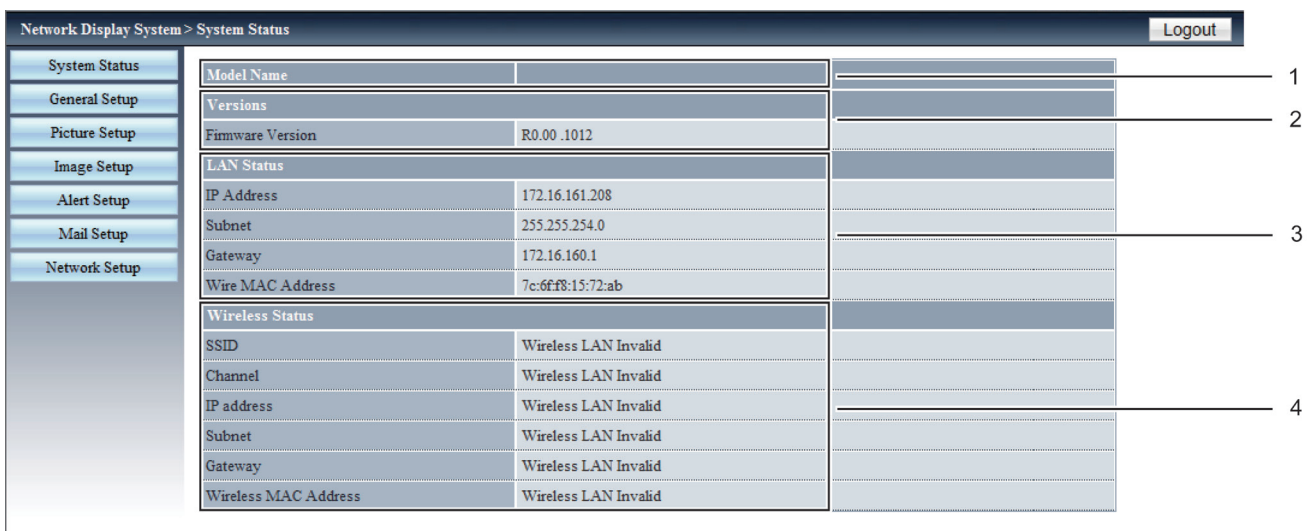 Network Display System > System Status
Logout
System Status
General Setup
Picture Setup
Image Setup
Alert Setup
Mail Setup
Network Setup
Model Name
1
Versions
2
Firmware Version R0.00 .1012
LAN Status
IP Address 172.16.161.208
Subnet 255.255.254.0
3
Gateway 172.16.160.1
Wire MAC Address 7c:6f:f8:15:72:ab
Wireless Status
SSID Wireless LAN Invalid
Channel Wireless LAN Invalid
IP address Wireless LAN Invalid
4
Subnet Wireless LAN Invalid
Gateway Wireless LAN Invalid
Wireless MAC Address Wireless LAN Invalid